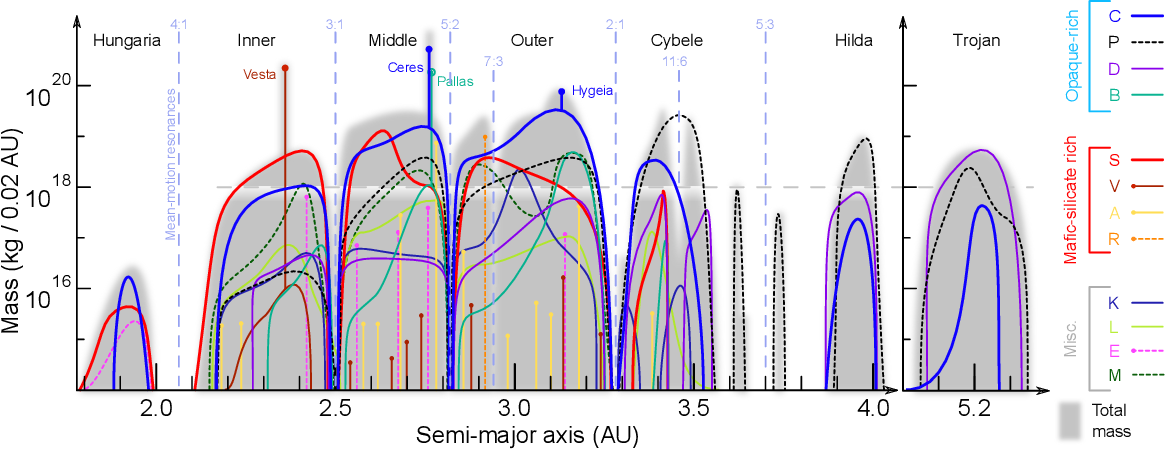 4:1
3:1
5:2
2:1
5:3
Hungaria
Inner
Middle
Outer
Cybele
Hilda
Trojan
7:3
11:6
Vesta
Ceres
Pallas
Hygeia
Mean-motion resonances
Mass (kg / 0.02 AU)
10 20
10 18
10 16
2.0
2.5
3.0
3.5
4.0
5.2
Semi-major axis (AU)
Opaque-rich
C
P
D
B
Mafic-silicate rich
S
V
A
R
Misc.
K
L
E
M
Total
mass